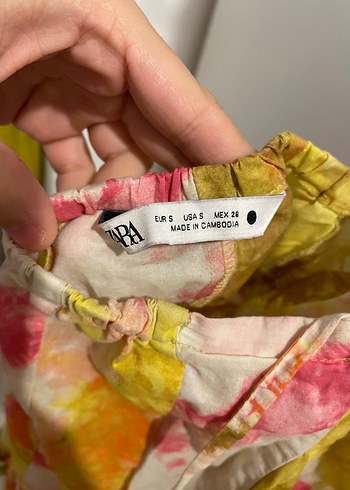 ZARA
EUR S USA S MEX 26
MADE IN CAMBODIA